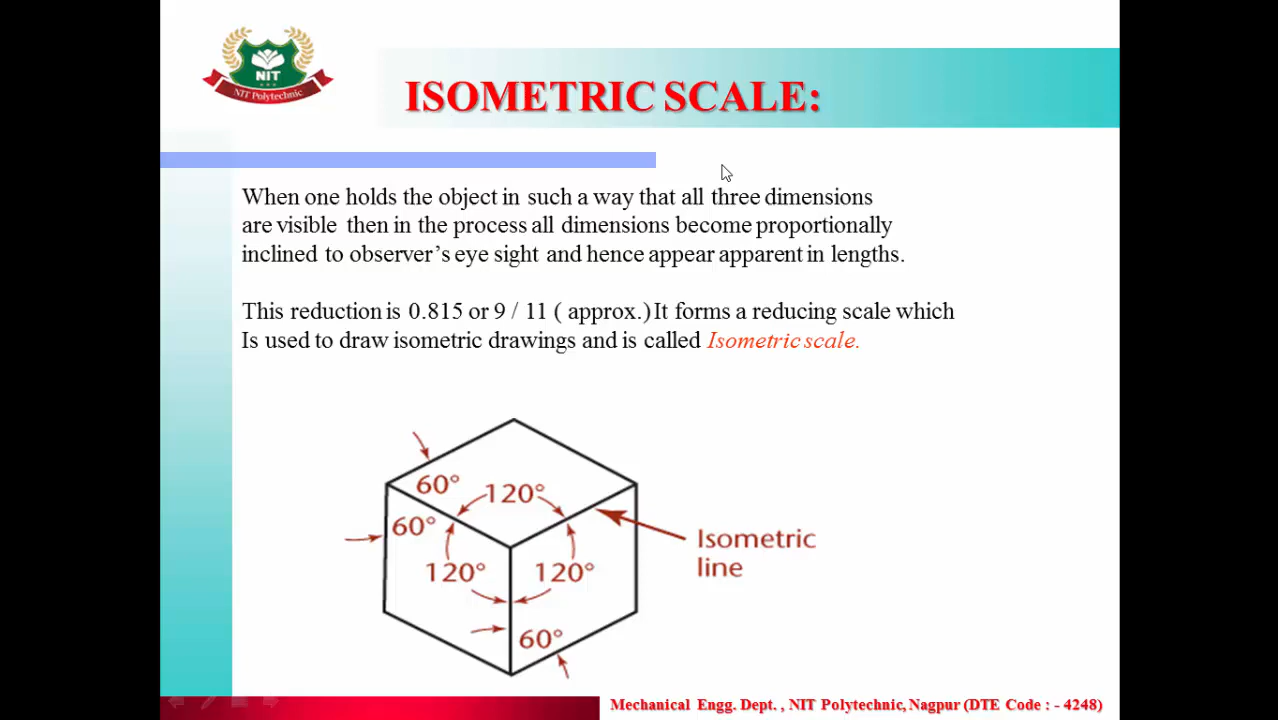 NIT
NIT Polytechnic
ISOMETRIC SCALE:
When one holds the object in such a way that all three dimensions
are visible then in the process all dimensions become proportionally
inclined to observer’s eye sight and hence appear apparent in lengths.
This reduction is 0.815 or 9 / 11 ( approx.) It forms a reducing scale which
Is used to draw isometric drawings and is called Isometric scale.
60°
120°
60°
Isometric
line
120°
120°
60°
Mechanical Engg. Dept. , NIT Polytechnic, Nagpur (DTE Code : - 4248)